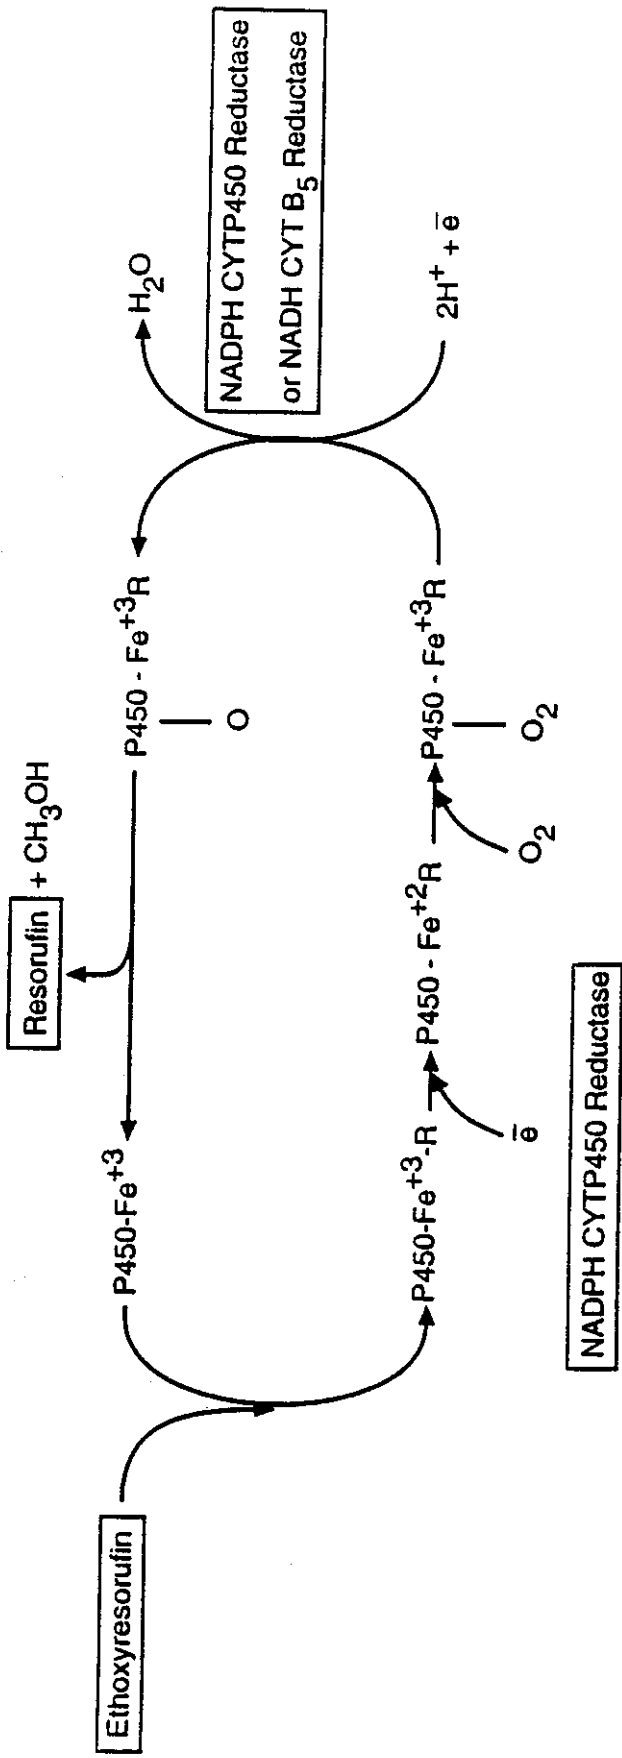 Ethoxyresorufin
Resorufin + CH₃OH
P450-Fe⁺³
P450 - Fe⁺³R
O
H₂O
NADPH CYTP450 Reductase
or NADH CYT B₅ Reductase
2H⁺ + e̅
P450-Fe⁺³-R
P450 - Fe⁺²R
P450 - Fe⁺³R
O₂
e̅
O₂
NADPH CYTP450 Reductase